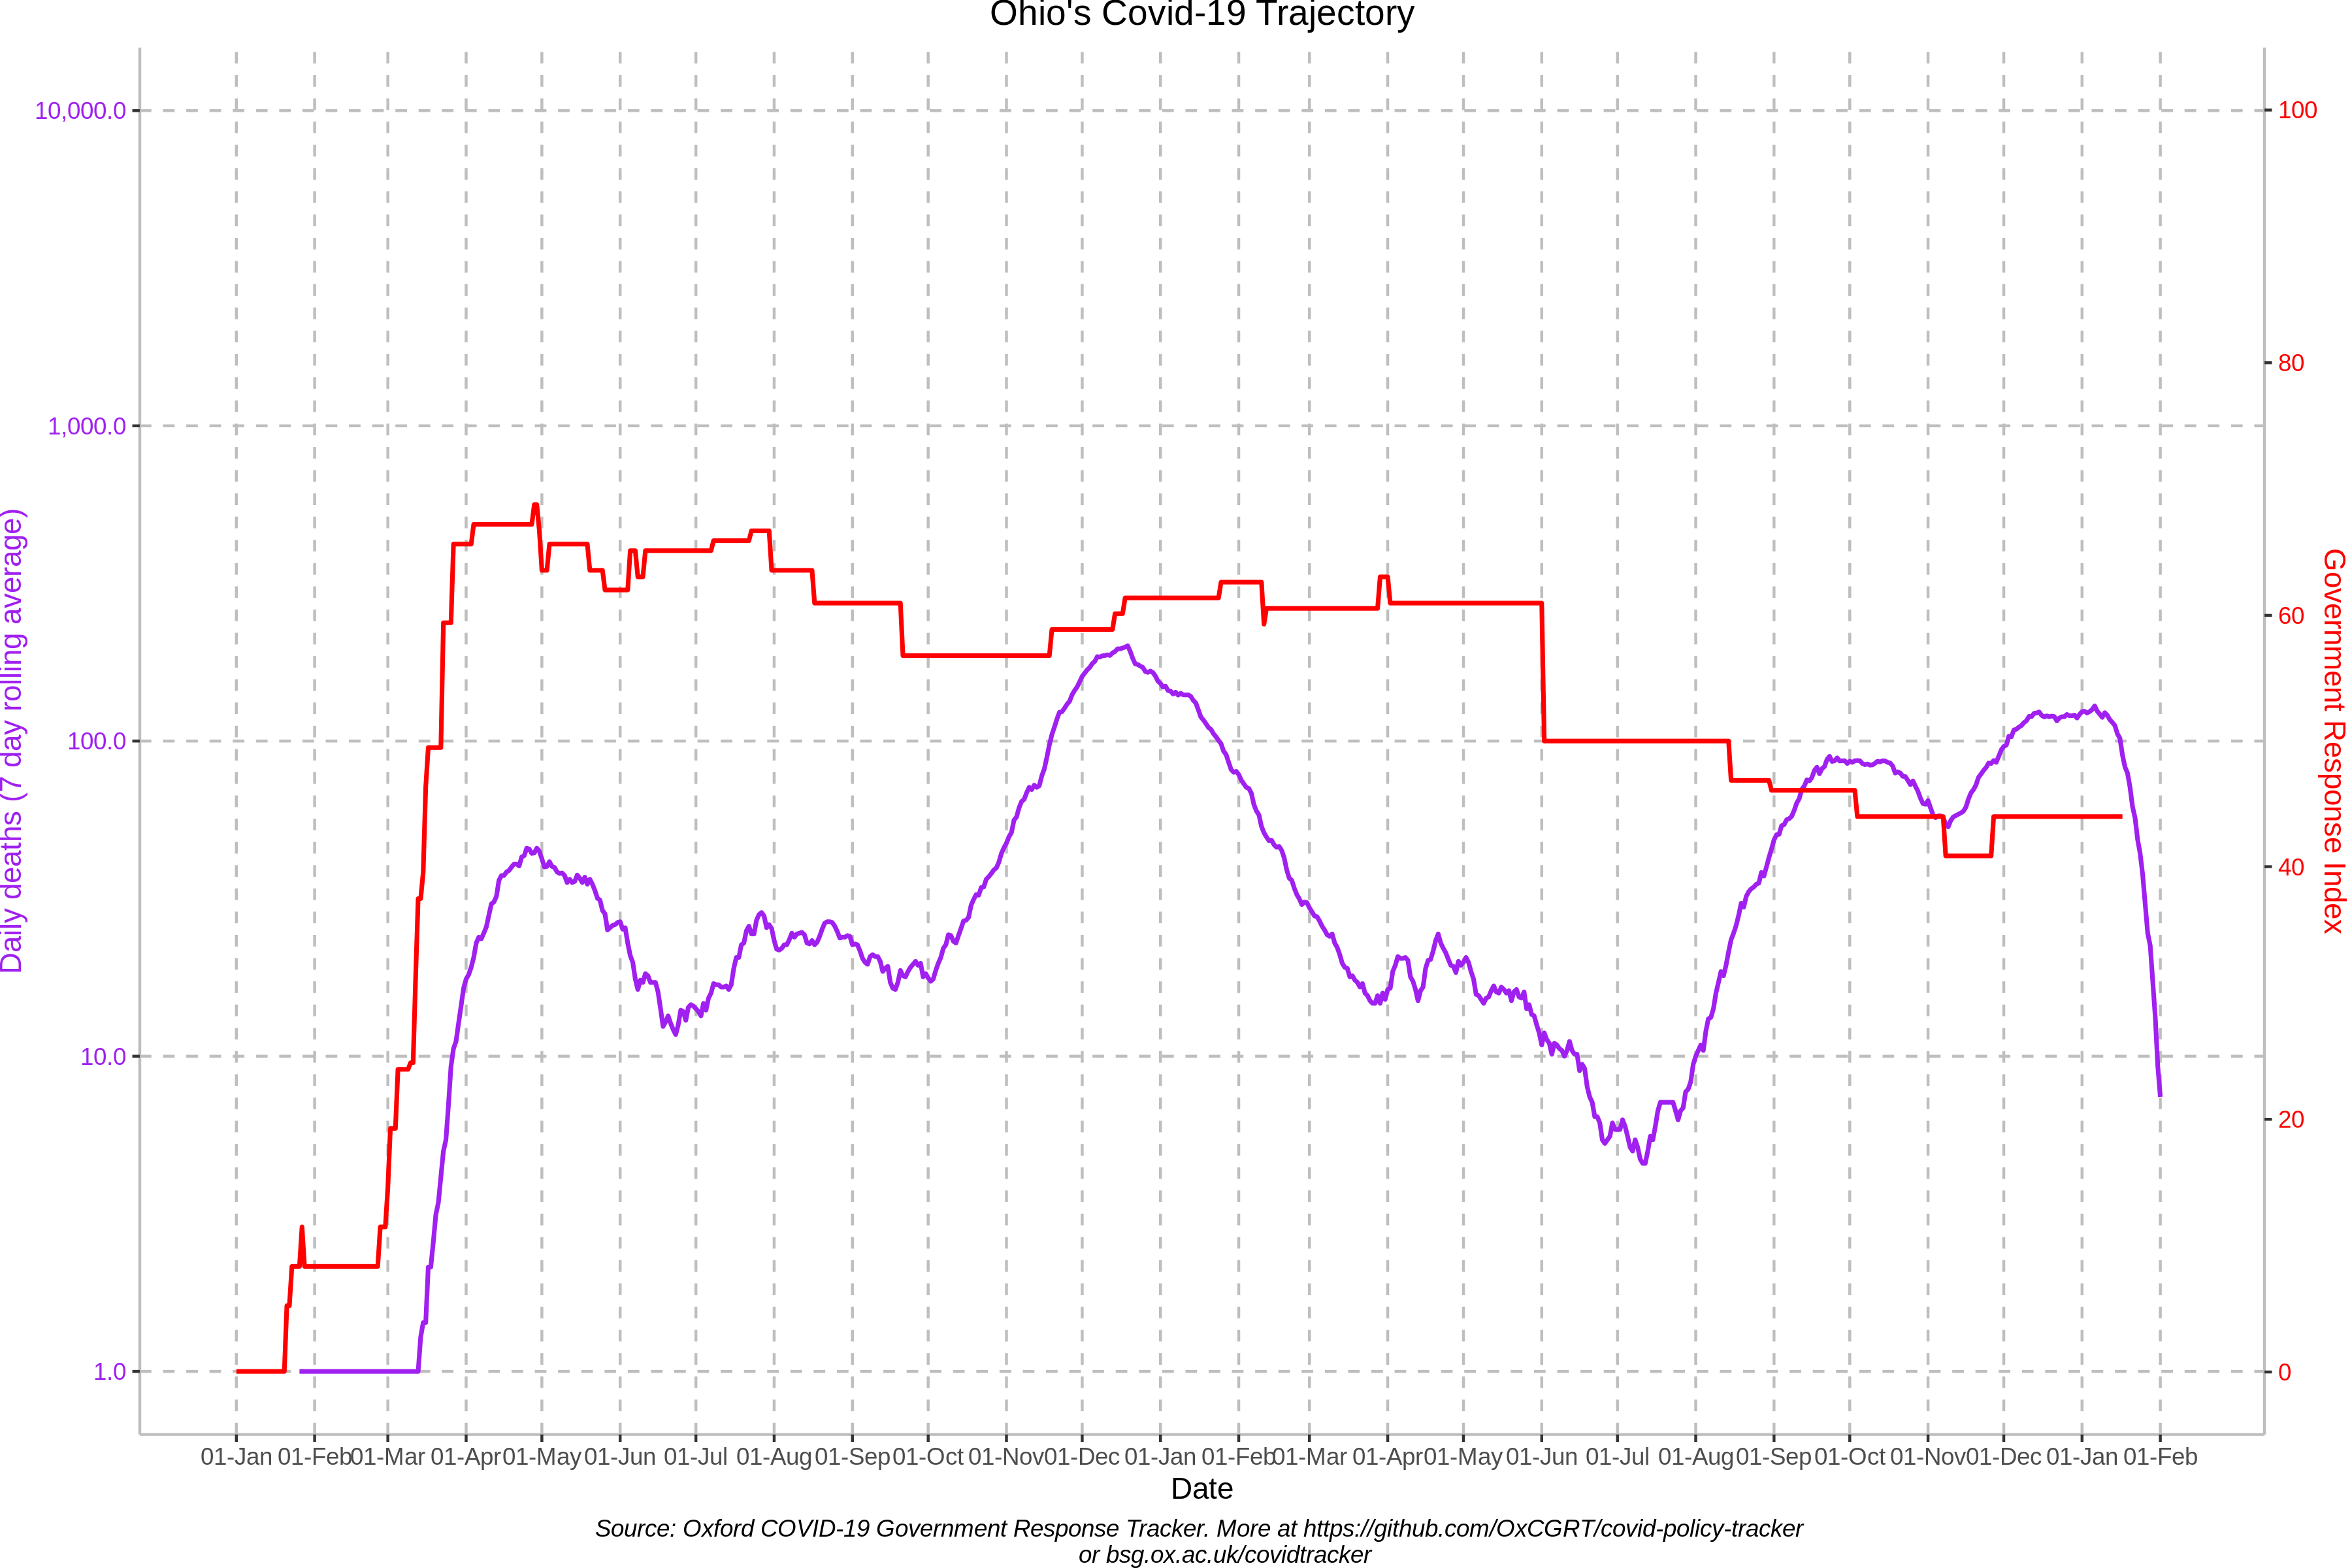 Ohio's Covid-19 Trajectory
10,000.0
1,000.0
100.0
10.0
1.0
Daily deaths (7 day rolling average)
100
80
60
40
20
0
Government Response Index
01-Jan 01-Feb 01-Mar 01-Apr 01-May 01-Jun 01-Jul 01-Aug 01-Sep 01-Oct 01-Nov 01-Dec 01-Jan 01-Feb 01-Mar 01-Apr 01-May 01-Jun 01-Jul 01-Aug 01-Sep 01-Oct 01-Nov 01-Dec 01-Jan 01-Feb
Date
Source: Oxford COVID-19 Government Response Tracker. More at https://github.com/OxCGRT/covid-policy-tracker
or bsg.ox.ac.uk/covidtracker